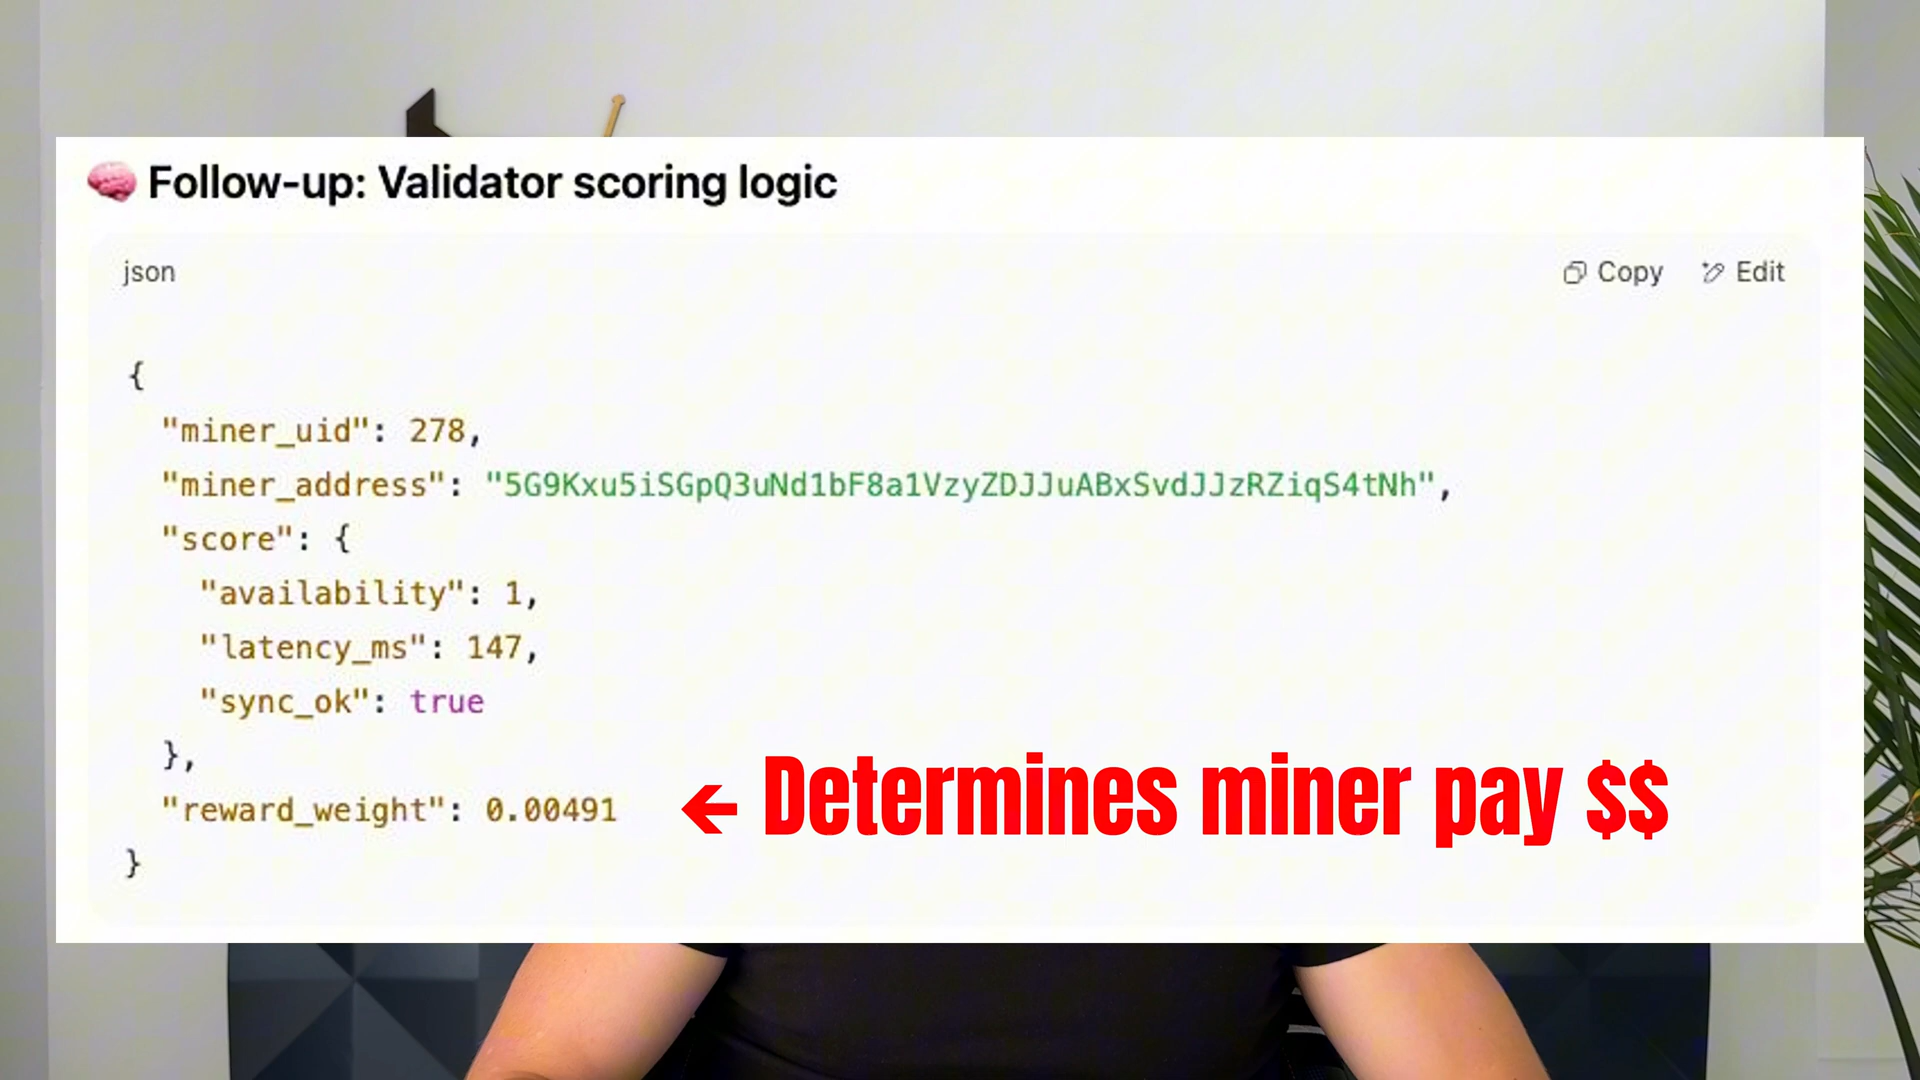 🧠 Follow-up: Validator scoring logic
json
Copy
Edit
{
"miner_uid": 278,
"miner_address": "5G9Kxu5iSGpQ3uNd1bF8a1VzyZDJJuABxSvdJJzRZiqS4tNh",
"score": {
"availability": 1,
"latency_ms": 147,
"sync_ok": true
},
"reward_weight": 0.00491 ← Determines miner pay $$
}